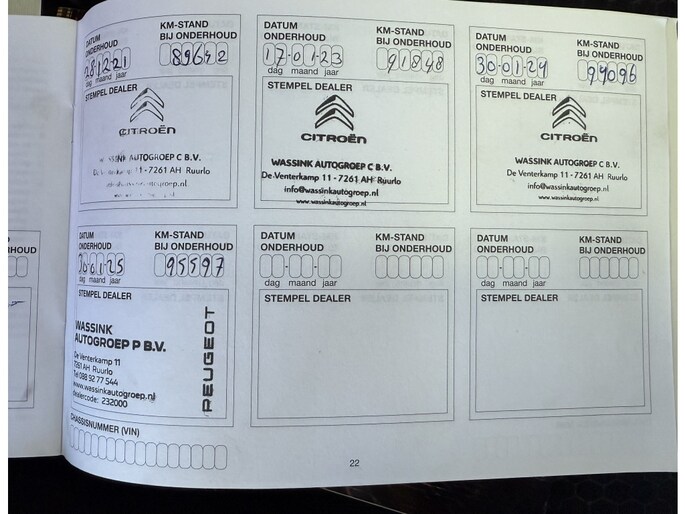 DATUM ONDERHOUD
KM-STAND BIJ ONDERHOUD
28 12 21
89642
dag maand jaar
STEMPEL DEALER
CITROËN
WASSINK AUTOGROEP C B.V.
De Venterkamp 11 - 7261 AH Ruurlo
DATUM ONDERHOUD
KM-STAND BIJ ONDERHOUD
17-01-23
91848
dag maand jaar
STEMPEL DEALER
CITROËN
WASSINK AUTOGROEP C B.V.
De Venterkamp 11 - 7261 AH Ruurlo
info@wassinkautogroep.nl
www.wassinkautogroep.nl
DATUM ONDERHOUD
KM-STAND BIJ ONDERHOUD
30-01-24
94096
dag maand jaar
STEMPEL DEALER
CITROËN
WASSINK AUTOGROEP C B.V.
De Venterkamp 11 - 7261 AH Ruurlo
info@wassinkautogroep.nl
www.wassinkautogroep.nl
HOUD
DATUM ONDERHOUD
KM-STAND BIJ ONDERHOUD
30-01-25
95597
dag maand jaar
STEMPEL DEALER
WASSINK
AUTOGROEP P B.V.
De Venterkamp 11
7261 AH Ruurlo
Tel 088 92 77 544
www.wassinkautogroep.nl
dealercode: 232000
PEUGEOT
DATUM ONDERHOUD
KM-STAND BIJ ONDERHOUD
dag maand jaar
STEMPEL DEALER
DATUM ONDERHOUD
KM-STAND BIJ ONDERHOUD
dag maand jaar
STEMPEL DEALER
CHASSISNUMMER (VIN)
22